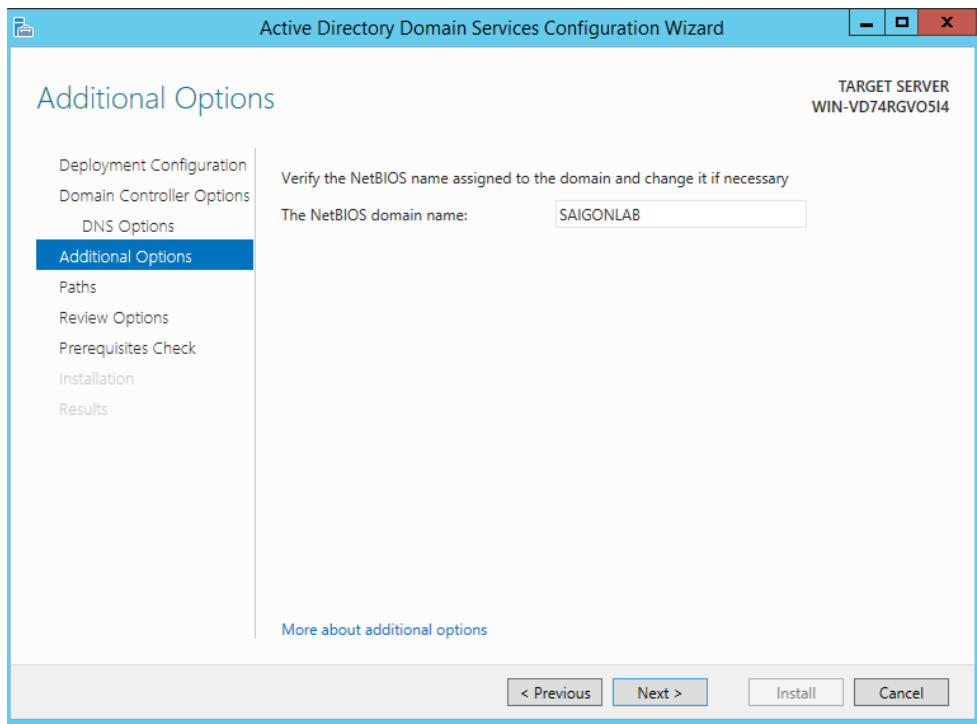 Active Directory Domain Services Configuration Wizard
Additional Options
TARGET SERVER
WIN-VD74RGVO5I4
Deployment Configuration
Domain Controller Options
DNS Options
Additional Options
Paths
Review Options
Prerequisites Check
Installation
Results
Verify the NetBIOS name assigned to the domain and change it if necessary
The NetBIOS domain name: SAIGONLAB
More about additional options
< Previous Next > Install Cancel